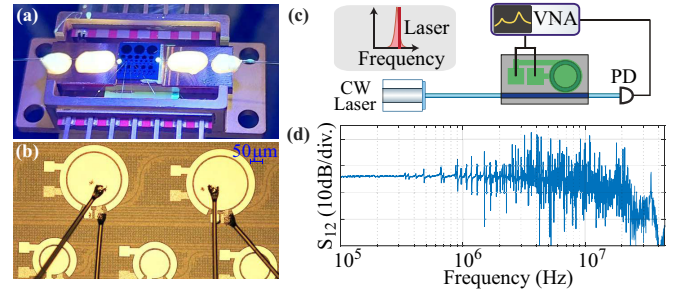 (a)
(b)
50μm
(c)
Laser
Frequency
CW
Laser
VNA
PD
(d)
S12 (10dB/div.)
10^5
10^6
10^7
Frequency (Hz)